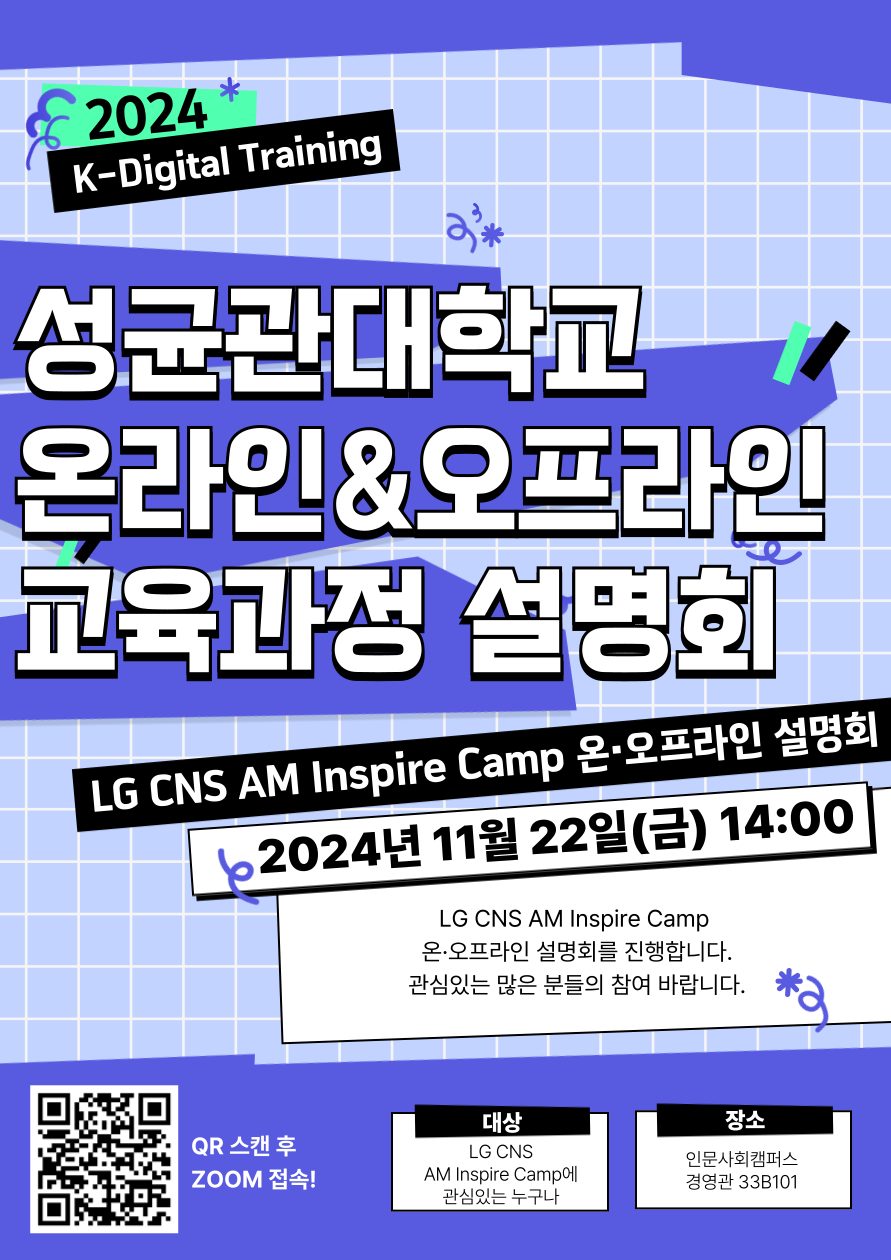 2024
K-Digital Training
성균관대학교
온라인&오프라인
교육과정 설명회
LG CNS AM Inspire Camp 온·오프라인 설명회
2024년 11월 22일(금) 14:00
LG CNS AM Inspire Camp
온·오프라인 설명회를 진행합니다.
관심있는 많은 분들의 참여 바랍니다.
QR 스캔 후
ZOOM 접속!
대상
LG CNS
AM Inspire Camp에
관심있는 누구나
장소
인문사회캠퍼스
경영관 33B101